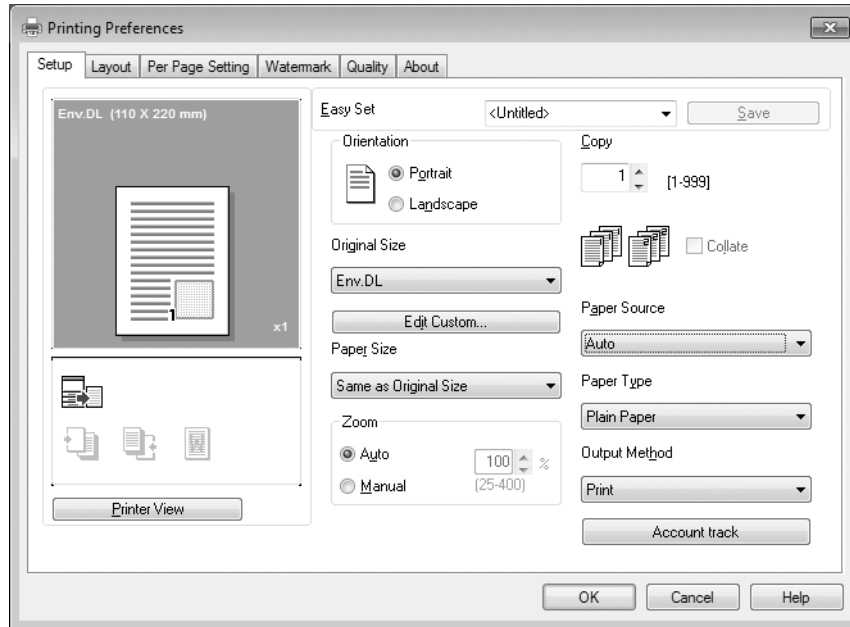 Printing Preferences
Setup Layout Per Page Setting Watermark Quality About
Env.DL (110 X 220 mm)
1
x1
Printer View
Easy Set <Untitled> Save
Orientation
Portrait
Landscape
Original Size
Env.DL
Edit Custom...
Paper Size
Same as Original Size
Zoom
Auto
100 %
Manual
(25-400)
Copy
1 [1-999]
Collate
Paper Source
Auto
Paper Type
Plain Paper
Output Method
Print
Account track
OK Cancel Help